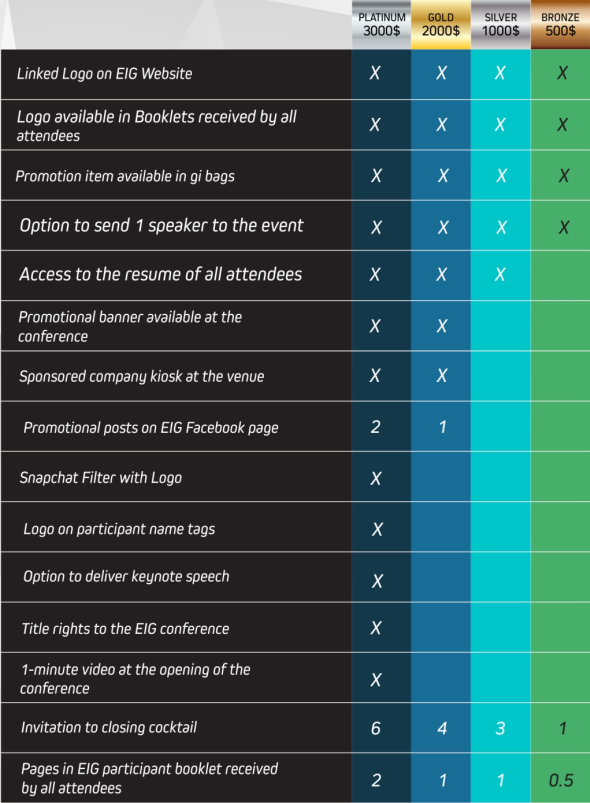 PLATINUM GOLD SILVER BRONZE
3000$ 2000$ 1000$ 500$
Linked Logo on EIG Website X X X X
Logo available in Booklets received by all
attendees X X X X
Promotion item available in gi bags X X X X
Option to send 1 speaker to the event X X X X
Access to the resume of all attendees X X X
Promotional banner available at the
conference X X
Sponsored company kiosk at the venue X X
Promotional posts on EIG Facebook page 2 1
Snapchat Filter with Logo X
Logo on participant name tags X
Option to deliver keynote speech X
Title rights to the EIG conference X
1-minute video at the opening of the
conference X
Invitation to closing cocktail 6 4 3 1
Pages in EIG participant booklet received
by all attendees 2 1 1 0.5